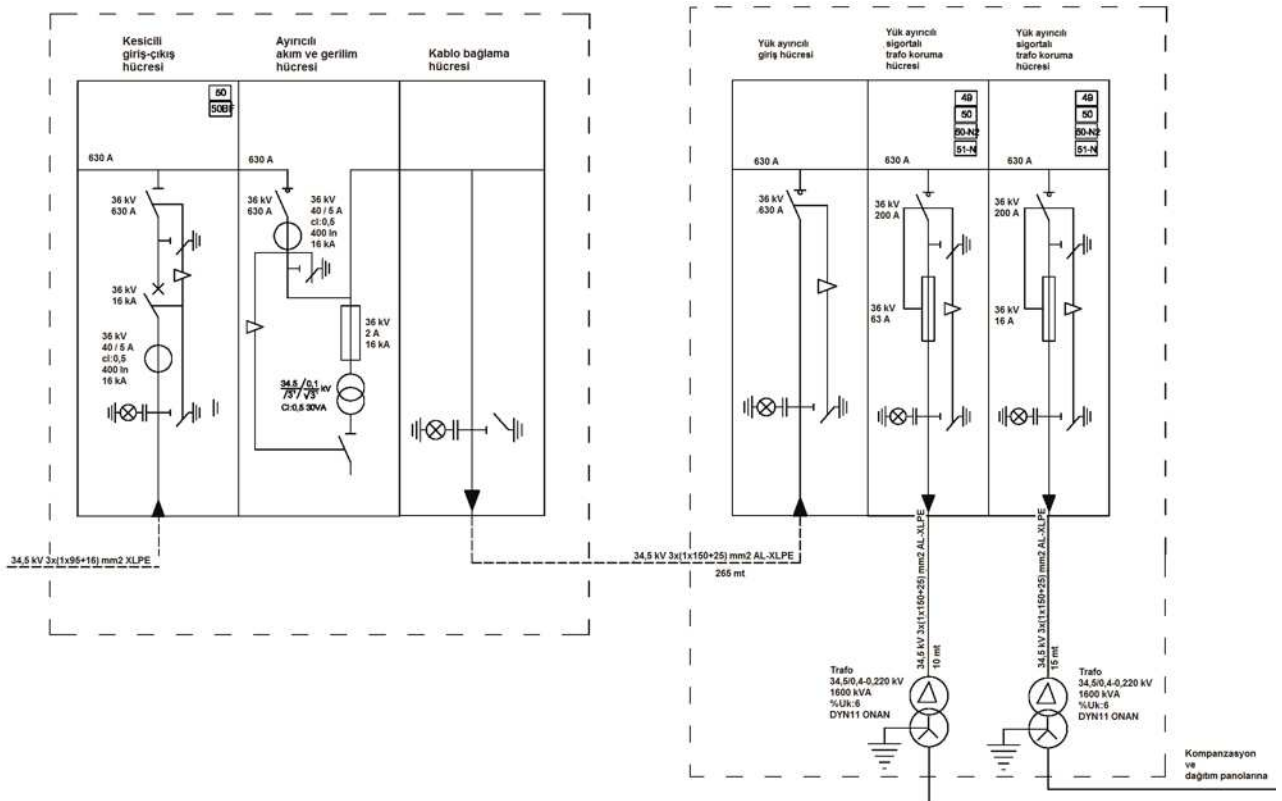 Kesicili
giriş-çıkış
hücresi
Ayırıcılı
akım ve gerilim
hücresi
Kablo bağlama
hücresi
50
50BF
630 A
630 A
36 kV
630 A
36 kV
16 kA
36 kV
40 / 5 A
cl:0,5
400 In
16 kA
36 kV
630 A
36 kV
40 / 5 A
cl:0,5
400 In
16 kA
36 kV
2 A
16 kA
34.5/0,1 kV
/3'/√3'
Cl:0,5 30VA
34,5 kV 3x(1x95+16) mm2 XLPE
34,5 kV 3x(1x150+25) mm2 AL-XLPE
265 mt
Yük ayırıcılı
giriş hücresi
Yük ayırıcılı
sigortalı
trafo koruma
hücresi
Yük ayırıcılı
sigortalı
trafo koruma
hücresi
49
50
50-N2
51-N
49
50
50-N2
51-N
630 A
630 A
630 A
36 kV
.630 A
36 kV
200 A
36 kV
63 A
36 kV
200 A
36 kV
16 A
34,5 kV 3x(1x150+25) mm2 AL-XLPE
10 mt
34,5 kV 3x(1x150+25) mm2 AL-XLPE
15 mt
Trafo
34,5/0,4-0,220 kV
1600 kVA
%Uk:6
DYN11 ONAN
Trafo
34,5/0,4-0,220 kV
1600 kVA
%Uk:6
DYN11 ONAN
Kompanzasyon
ve
dağıtım panolarına